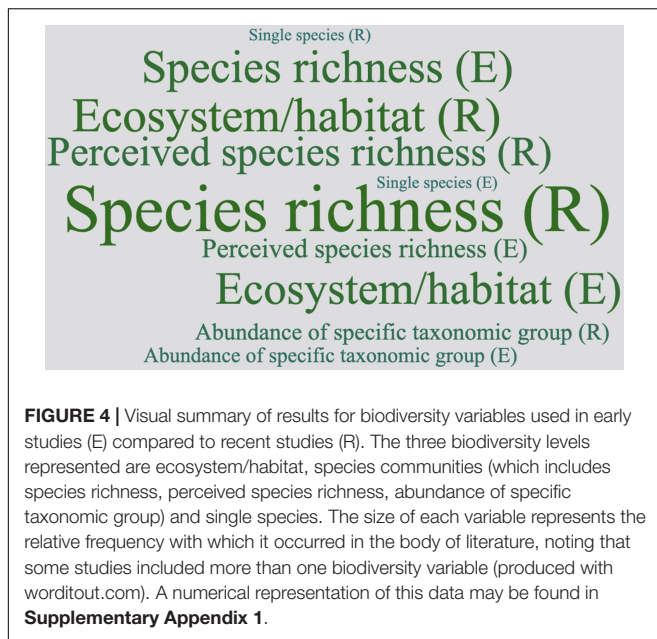 Single species (R)
Species richness (E)
Ecosystem/habitat (R)
Perceived species richness (R)
Single species (E)
Species richness (R)
Perceived species richness (E)
Ecosystem/habitat (E)
Abundance of specific taxonomic group (R)
Abundance of specific taxonomic group (E)
FIGURE 4 | Visual summary of results for biodiversity variables used in early
studies (E) compared to recent studies (R). The three biodiversity levels
represented are ecosystem/habitat, species communities (which includes
species richness, perceived species richness, abundance of specific
taxonomic group) and single species. The size of each variable represents the
relative frequency with which it occurred in the body of literature, noting that
some studies included more than one biodiversity variable (produced with
worditout.com). A numerical representation of this data may be found in
Supplementary Appendix 1.